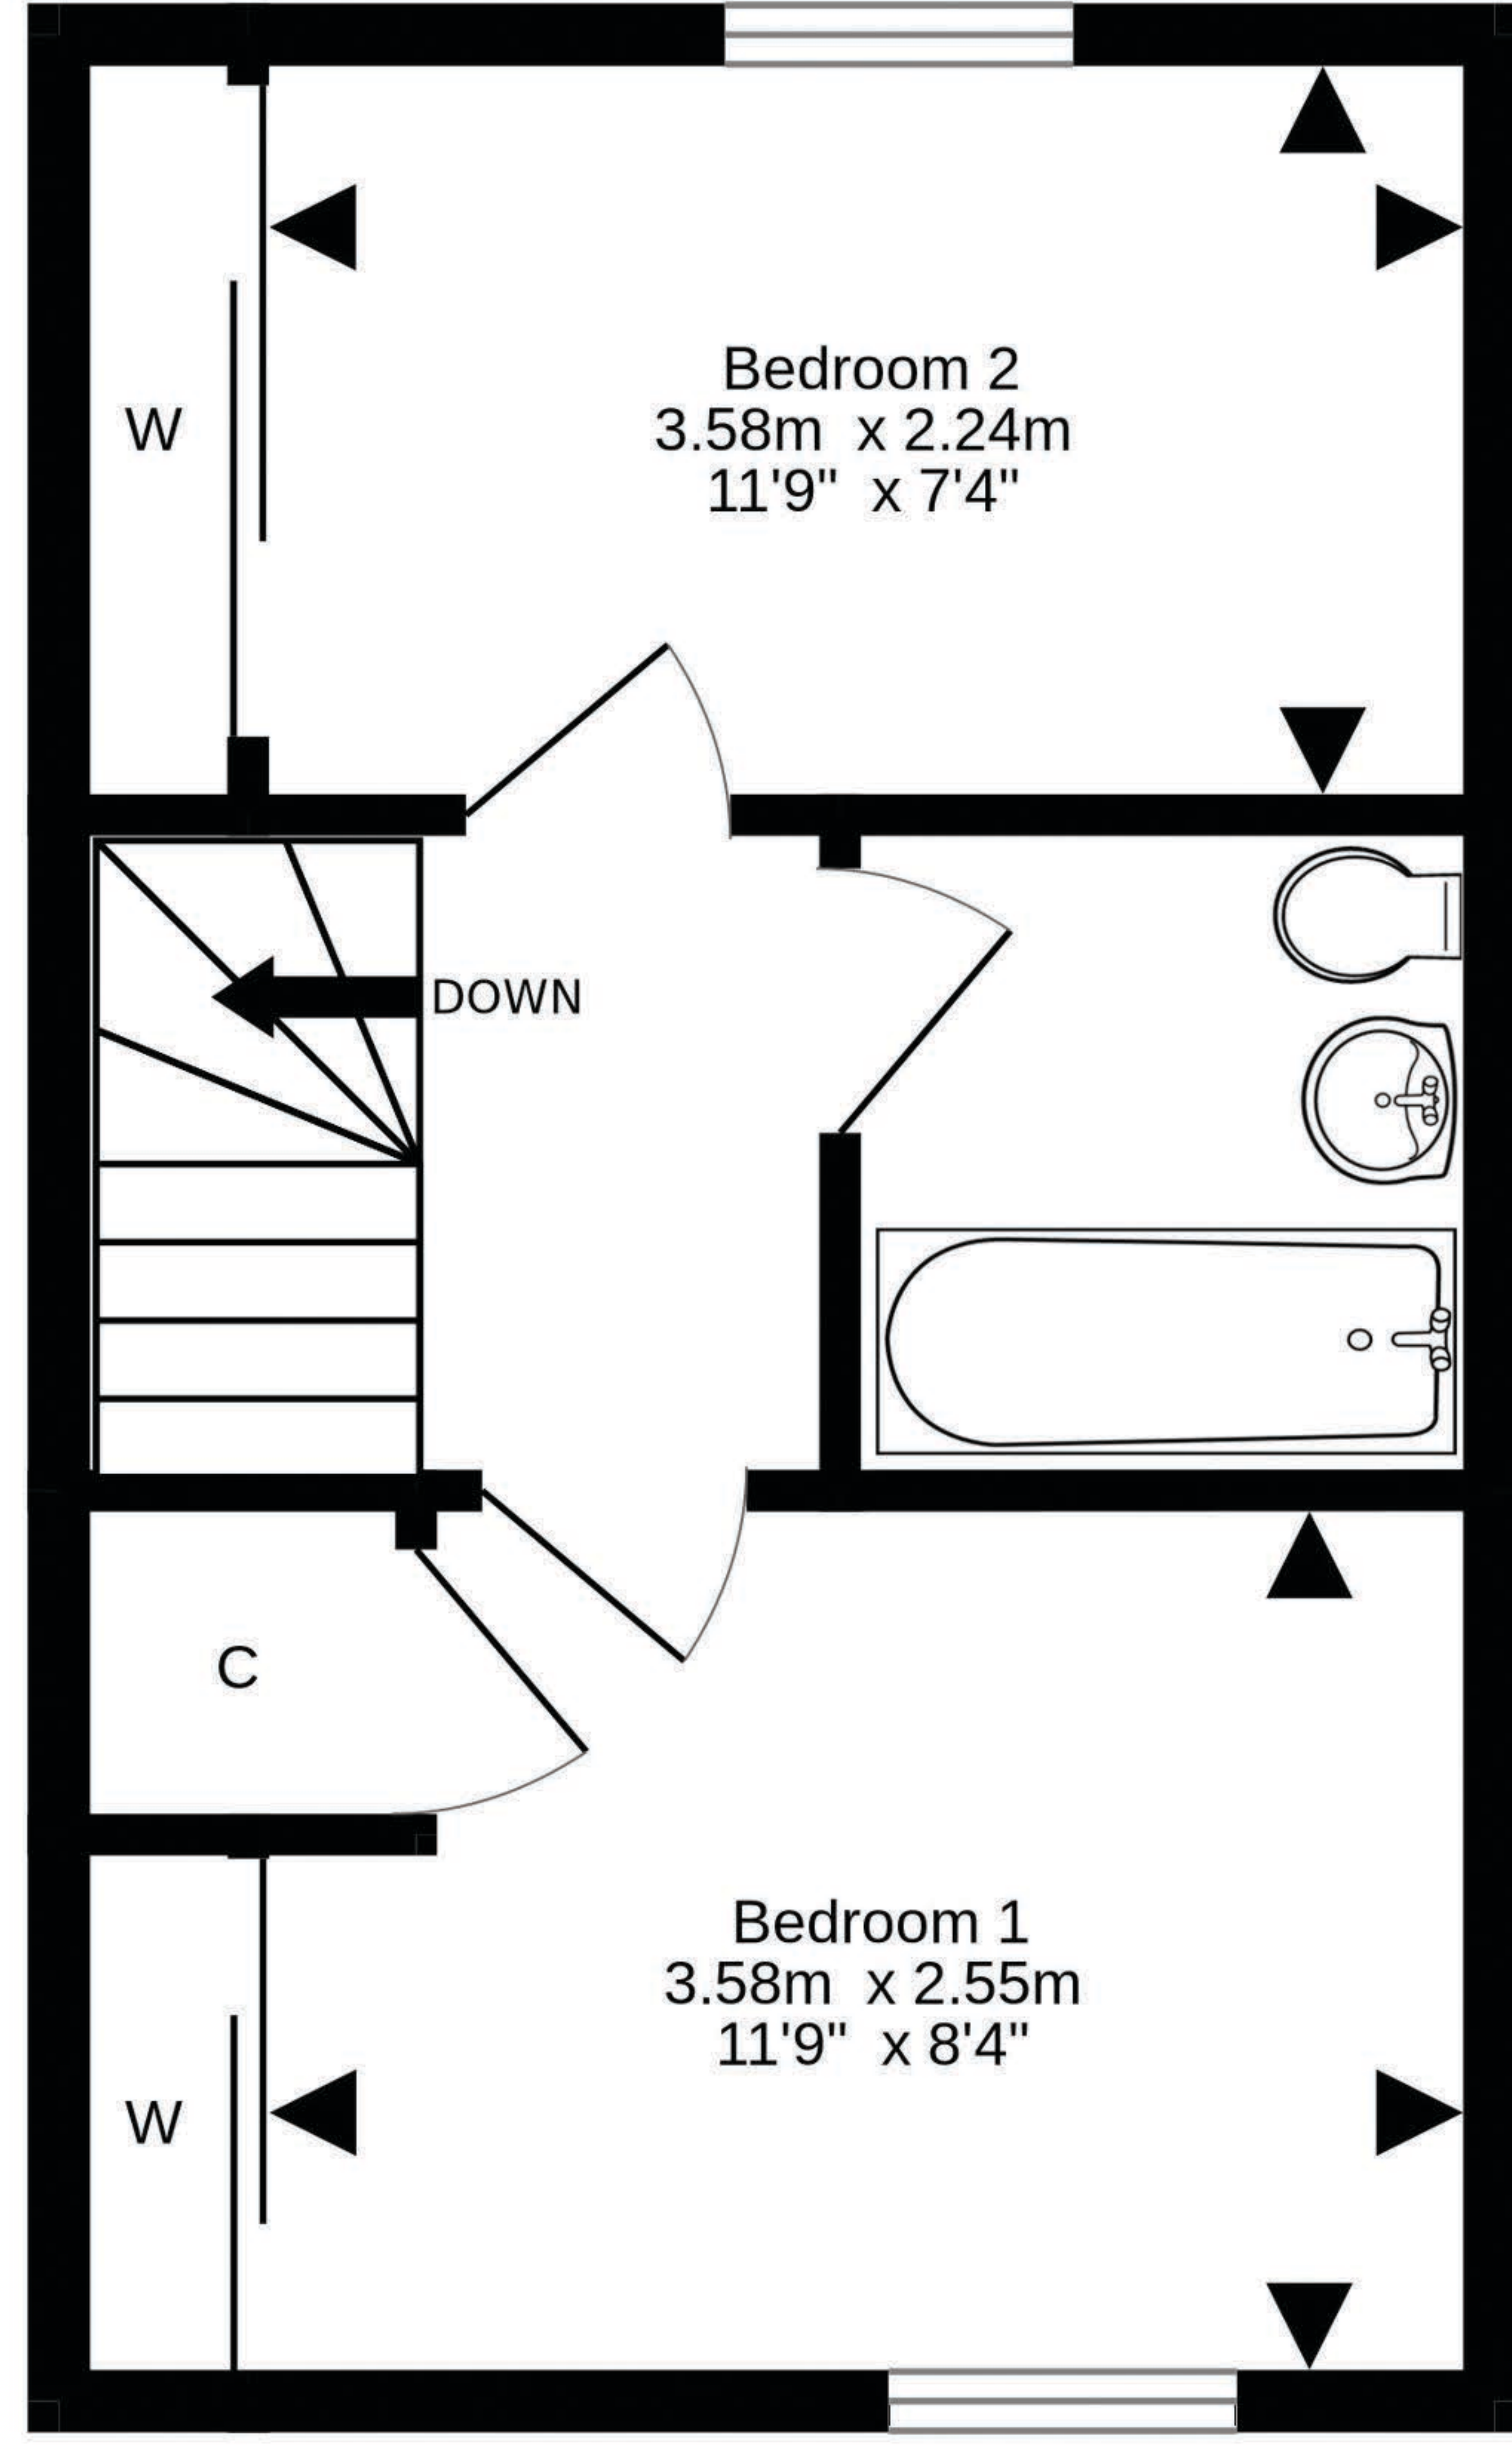 Bedroom 2
3.58m x 2.24m
11'9" x 7'4"
W
DOWN
C
Bedroom 1
3.58m x 2.55m
11'9" x 8'4"
W